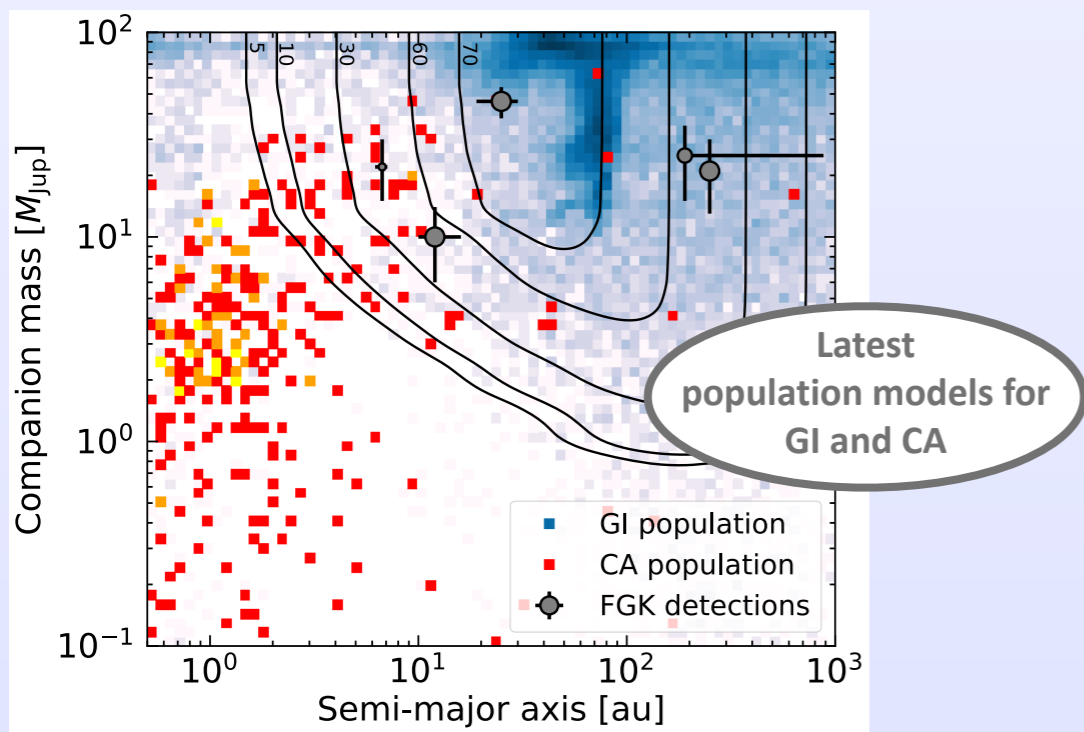 10²
10¹
10⁰
10⁻¹
Companion mass [M_Jup]
5
10
30
60
70
Latest
population models for
GI and CA
GI population
CA population
FGK detections
10⁰
10¹
10²
10³
Semi-major axis [au]